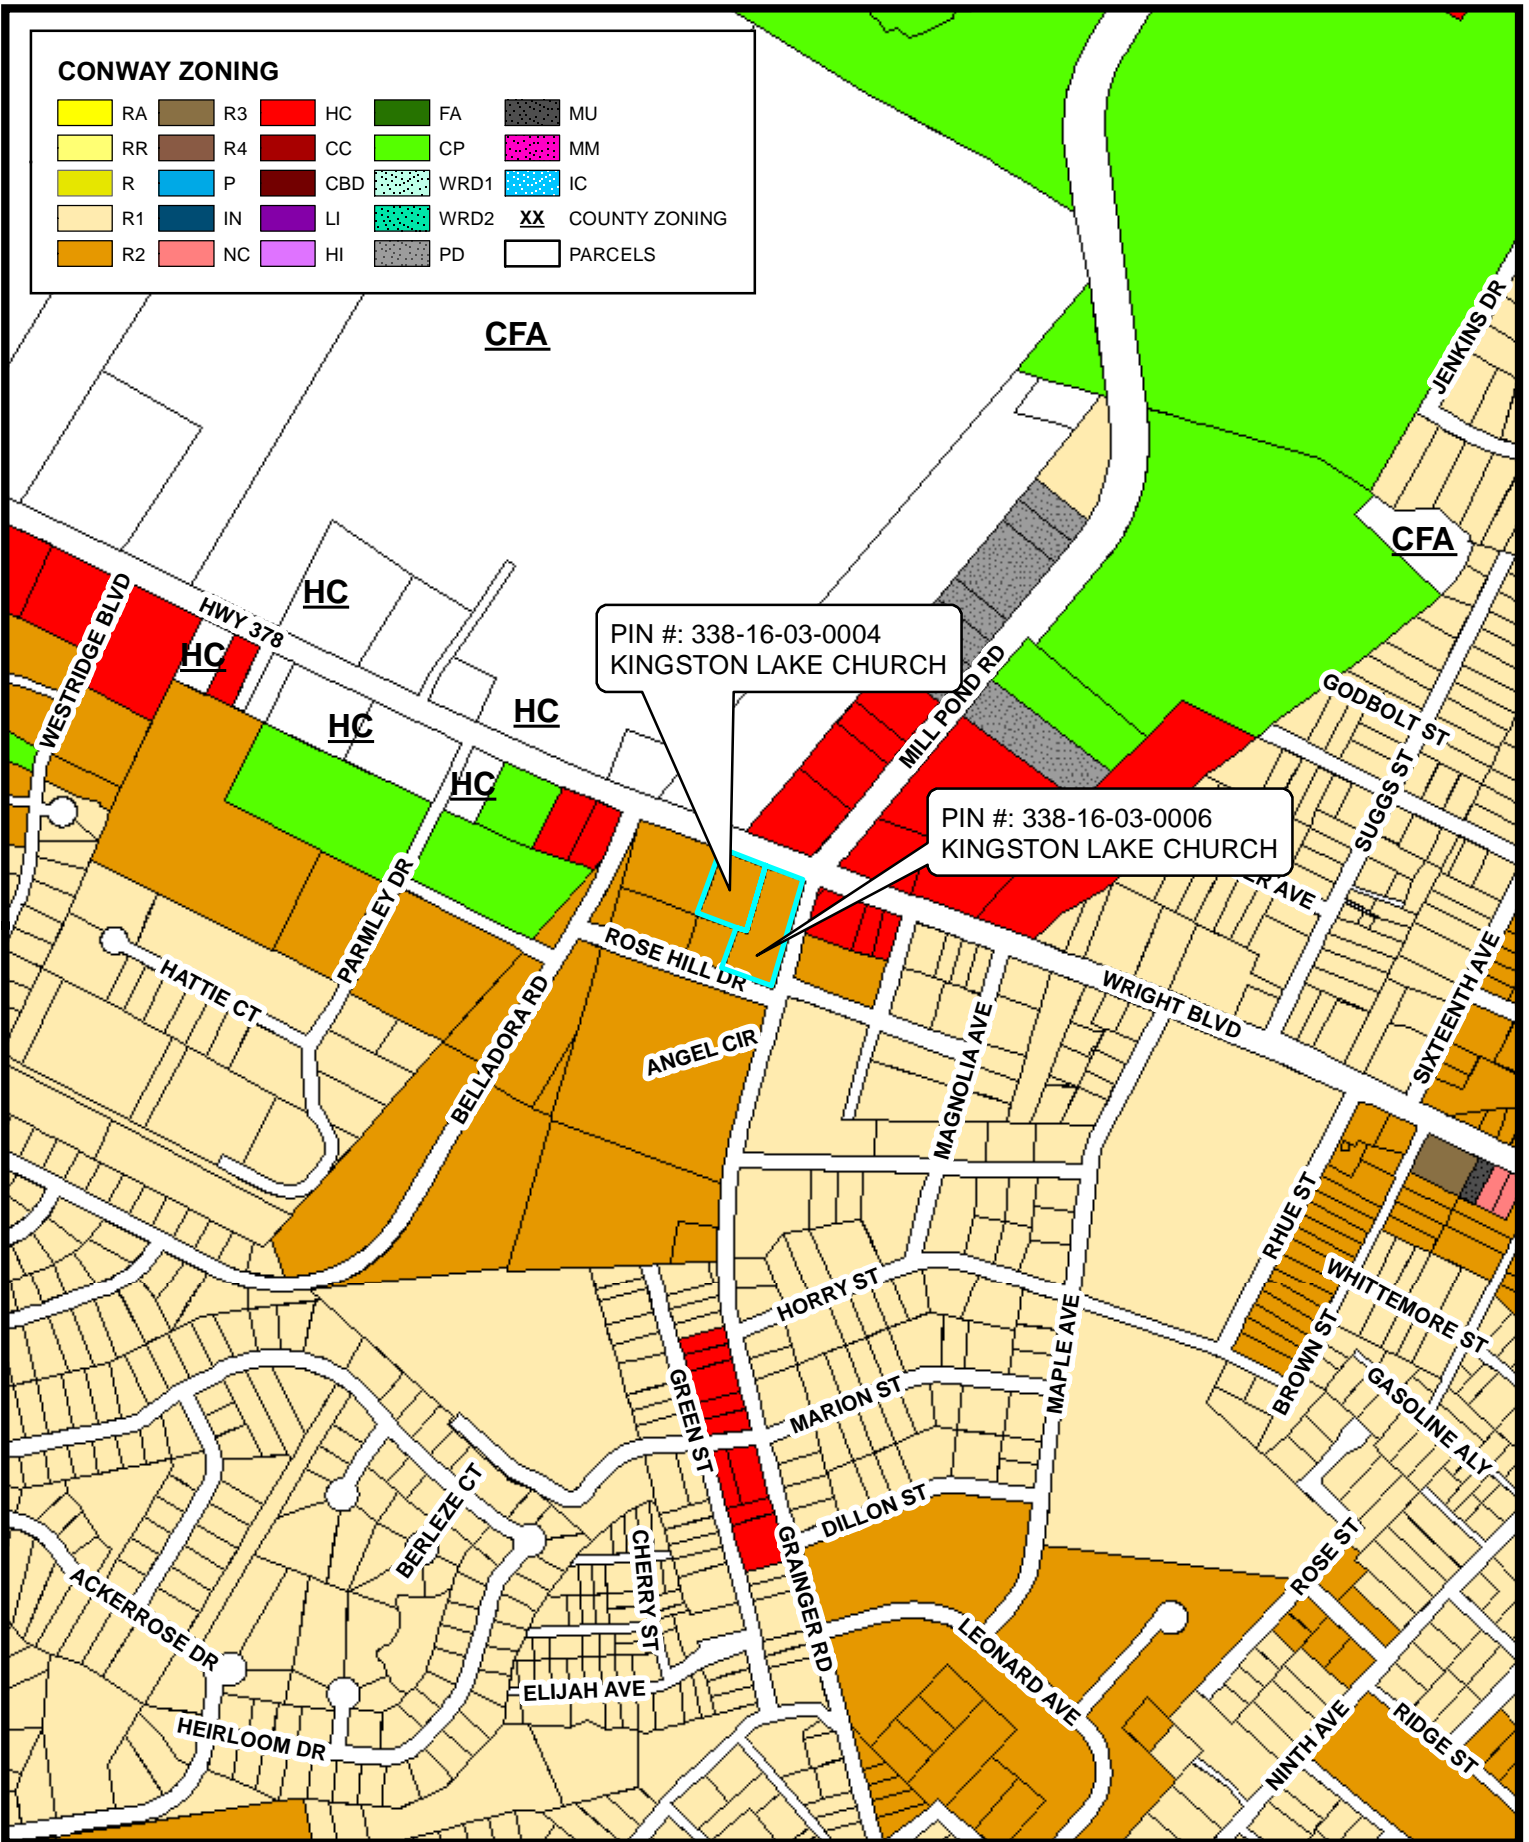 CONWAY ZONING
RA
R3
HC
FA
MU
RR
R4
CC
CP
MM
R
P
CBD
WRD1
IC
R1
IN
LI
WRD2
XX
COUNTY ZONING
R2
NC
HI
PD
PARCELS
CFA
JENKINS DR
CFA
HC
HWY 378
WESTRIDGE BLVD
HC
PIN #: 338-16-03-0004
KINGSTON LAKE CHURCH
HC
HC
MILL POND RD
GODBOLT ST
SUGGS ST
HC
PIN #: 338-16-03-0006
KINGSTON LAKE CHURCH
ER AVE
PARMLEY DR
HATTIE CT
ROSE HILL DR
WRIGHT BLVD
SIXTEENTH AVE
BELLADORA RD
ANGEL CIR
MAGNOLIA AVE
RHUE ST
HORRY ST
WHITTEMORE ST
MAPLE AVE
BROWN ST
GREEN ST
MARION ST
GASOLINE ALY
BERLEZE CT
DILLON ST
CHERRY ST
GRAINGER RD
ROSE ST
ACKERROSE DR
LEONARD AVE
ELIJAH AVE
HEIRLOOM DR
NINTH AVE
RIDGE ST